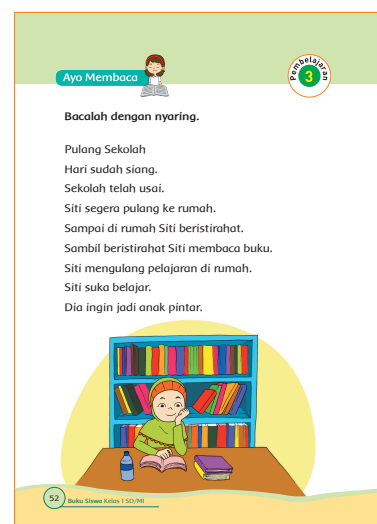 Ayo Membaca
Pembelajaran
3
Bacalah dengan nyaring.
Pulang Sekolah
Hari sudah siang.
Sekolah telah usai.
Siti segera pulang ke rumah.
Sampai di rumah Siti beristirahat.
Sambil beristirahat Siti membaca buku.
Siti mengulang pelajaran di rumah.
Siti suka belajar.
Dia ingin jadi anak pintar.
52 Buku Siswa Kelas 1 SD/MI